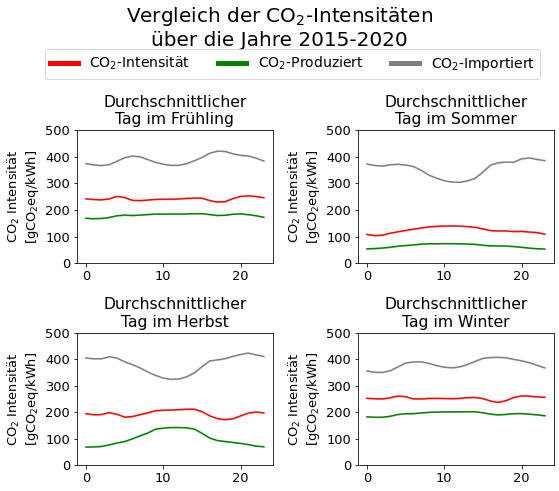 Vergleich der CO₂-Intensitäten
über die Jahre 2015-2020
CO₂-Intensität CO₂-Produziert CO₂-Importiert
Durchschnittlicher
Tag im Frühling
CO₂ Intensität
[gCO₂eq/kWh]
500
400
300
200
100
0
0 10 20
Durchschnittlicher
Tag im Sommer
CO₂ Intensität
[gCO₂eq/kWh]
500
400
300
200
100
0
0 10 20
Durchschnittlicher
Tag im Herbst
CO₂ Intensität
[gCO₂eq/kWh]
500
400
300
200
100
0
0 10 20
Durchschnittlicher
Tag im Winter
CO₂ Intensität
[gCO₂eq/kWh]
500
400
300
200
100
0
0 10 20